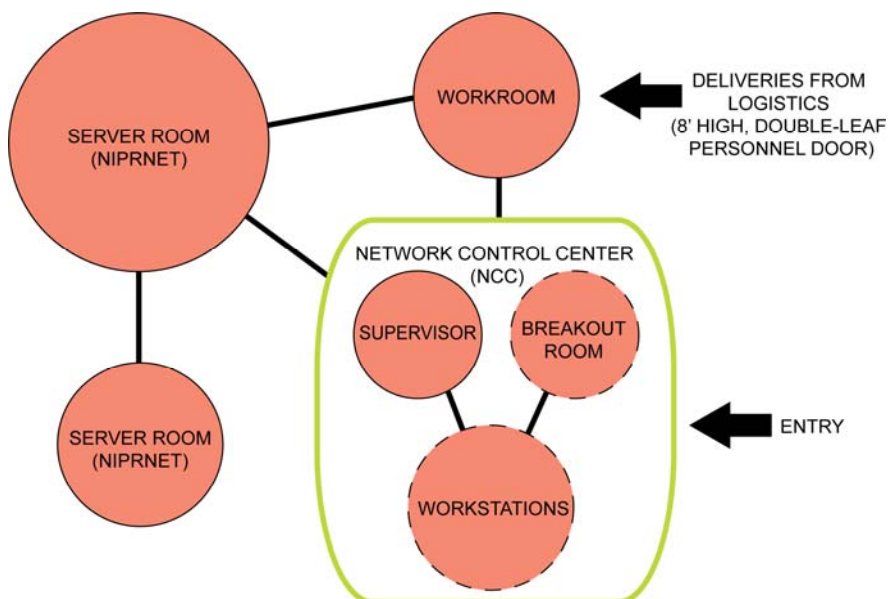 SERVER ROOM
(NIPRNET)
WORKROOM
DELIVERIES FROM
LOGISTICS
(8' HIGH, DOUBLE-LEAF
PERSONNEL DOOR)
NETWORK CONTROL CENTER
(NCC)
SUPERVISOR
BREAKOUT
ROOM
SERVER ROOM
(NIPRNET)
ENTRY
WORKSTATIONS